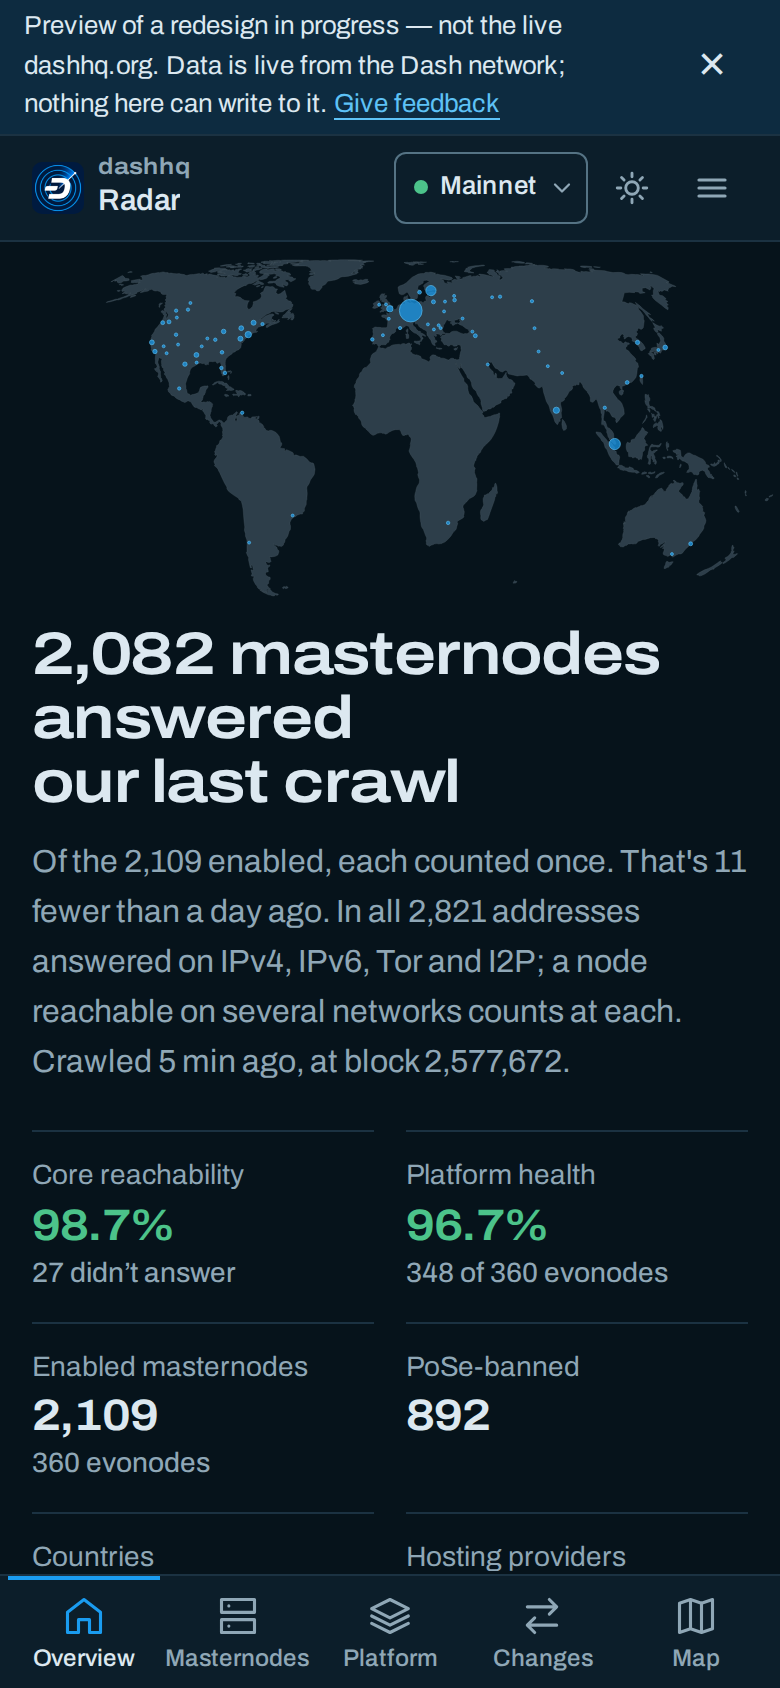 Preview of a redesign in progress — not the live
dashhq.org. Data is live from the Dash network;
nothing here can write to it. Give feedback
dashhq
Radar
Mainnet
2,082 masternodes
answered
our last crawl
Of the 2,109 enabled, each counted once. That's 11
fewer than a day ago. In all 2,821 addresses
answered on IPv4, IPv6, Tor and I2P; a node
reachable on several networks counts at each.
Crawled 5 min ago, at block 2,577,672.
Core reachability
98.7%
27 didn’t answer
Platform health
96.7%
348 of 360 evonodes
Enabled masternodes
2,109
360 evonodes
PoSe-banned
892
Countries
Hosting providers
Overview
Masternodes
Platform
Changes
Map